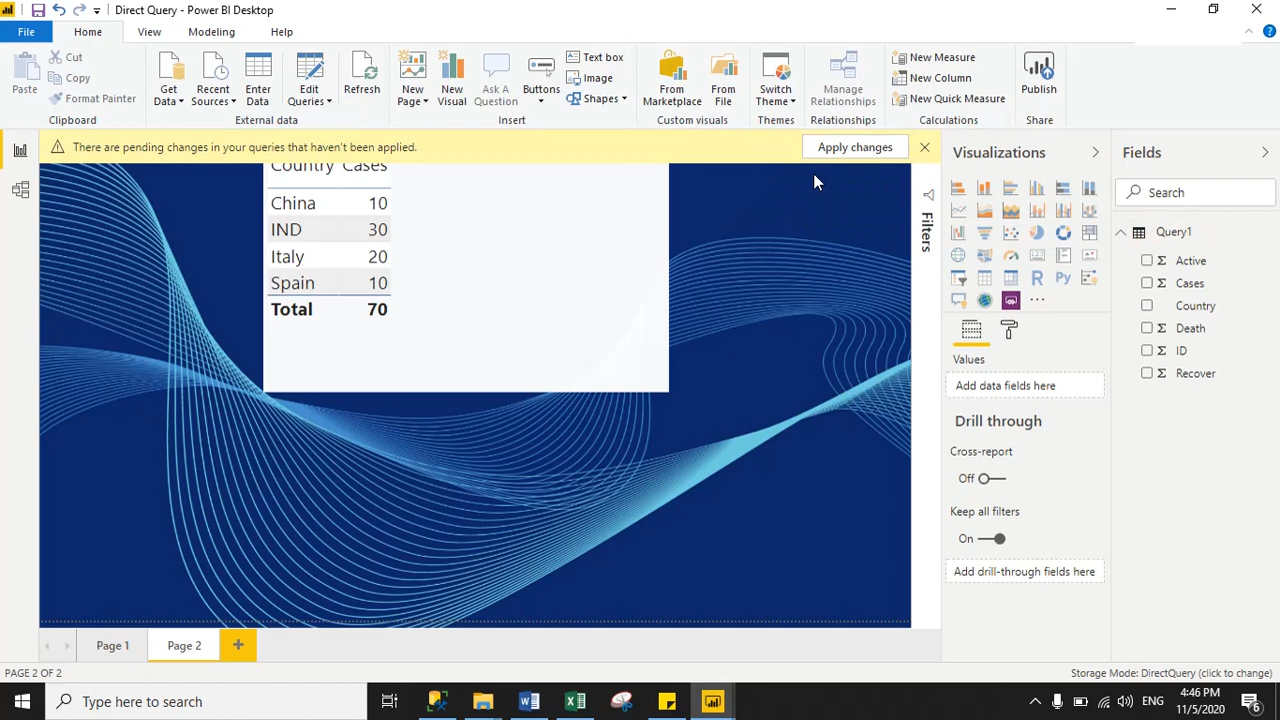 Direct Query - Power BI Desktop
File Home View Modeling Help
Paste
Cut
Copy
Format Painter
Clipboard
Get Data
Recent Sources
Enter Data
Edit Queries
Refresh
External data
New Page
New Visual
Ask A Question
Buttons
Text box
Image
Shapes
Insert
From Marketplace
From File
Custom visuals
Switch Theme
Themes
Manage Relationships
Relationships
New Measure
New Column
New Quick Measure
Calculations
Publish
Share
There are pending changes in your queries that haven't been applied.
Apply changes
Country Cases
China 10
IND 30
Italy 20
Spain 10
Total 70
Filters
Visualizations
R Py
Values
Add data fields here
Drill through
Cross-report
Off
Keep all filters
On
Add drill-through fields here
Fields
Search
Query1
Active
Cases
Country
Death
ID
Recover
Page 1
Page 2
PAGE 2 OF 2
Storage Mode: DirectQuery (click to change)
Type here to search
ENG
4:46 PM
11/5/2020
6